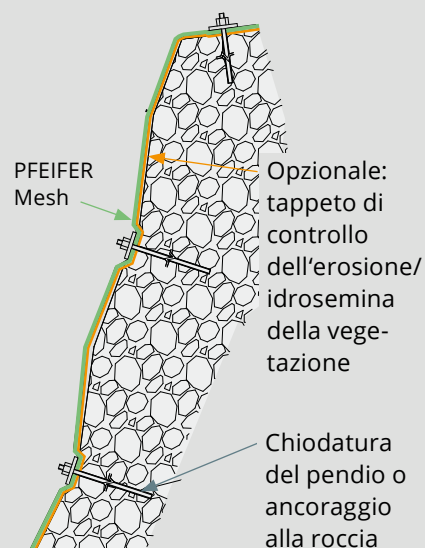 PFEIFER
Mesh
Opzionale:
tappeto di
controllo
dell‘erosione/
idrosemina
della vege-
tazione
Chiodatura
del pendio o
ancoraggio
alla roccia